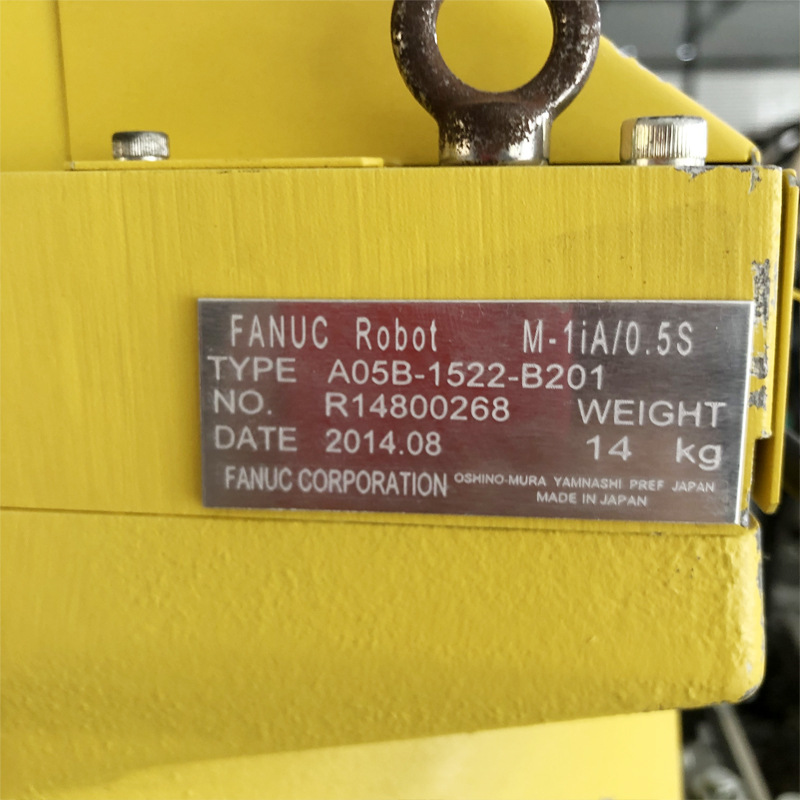 FANUC Robot M-1iA/0.5S
TYPE A05B-1522-B201
NO. R14800268 WEIGHT
DATE 2014.08 14 kg
FANUC CORPORATION OSHINO-MURA YAMNASHI PREF JAPAN
MADE IN JAPAN